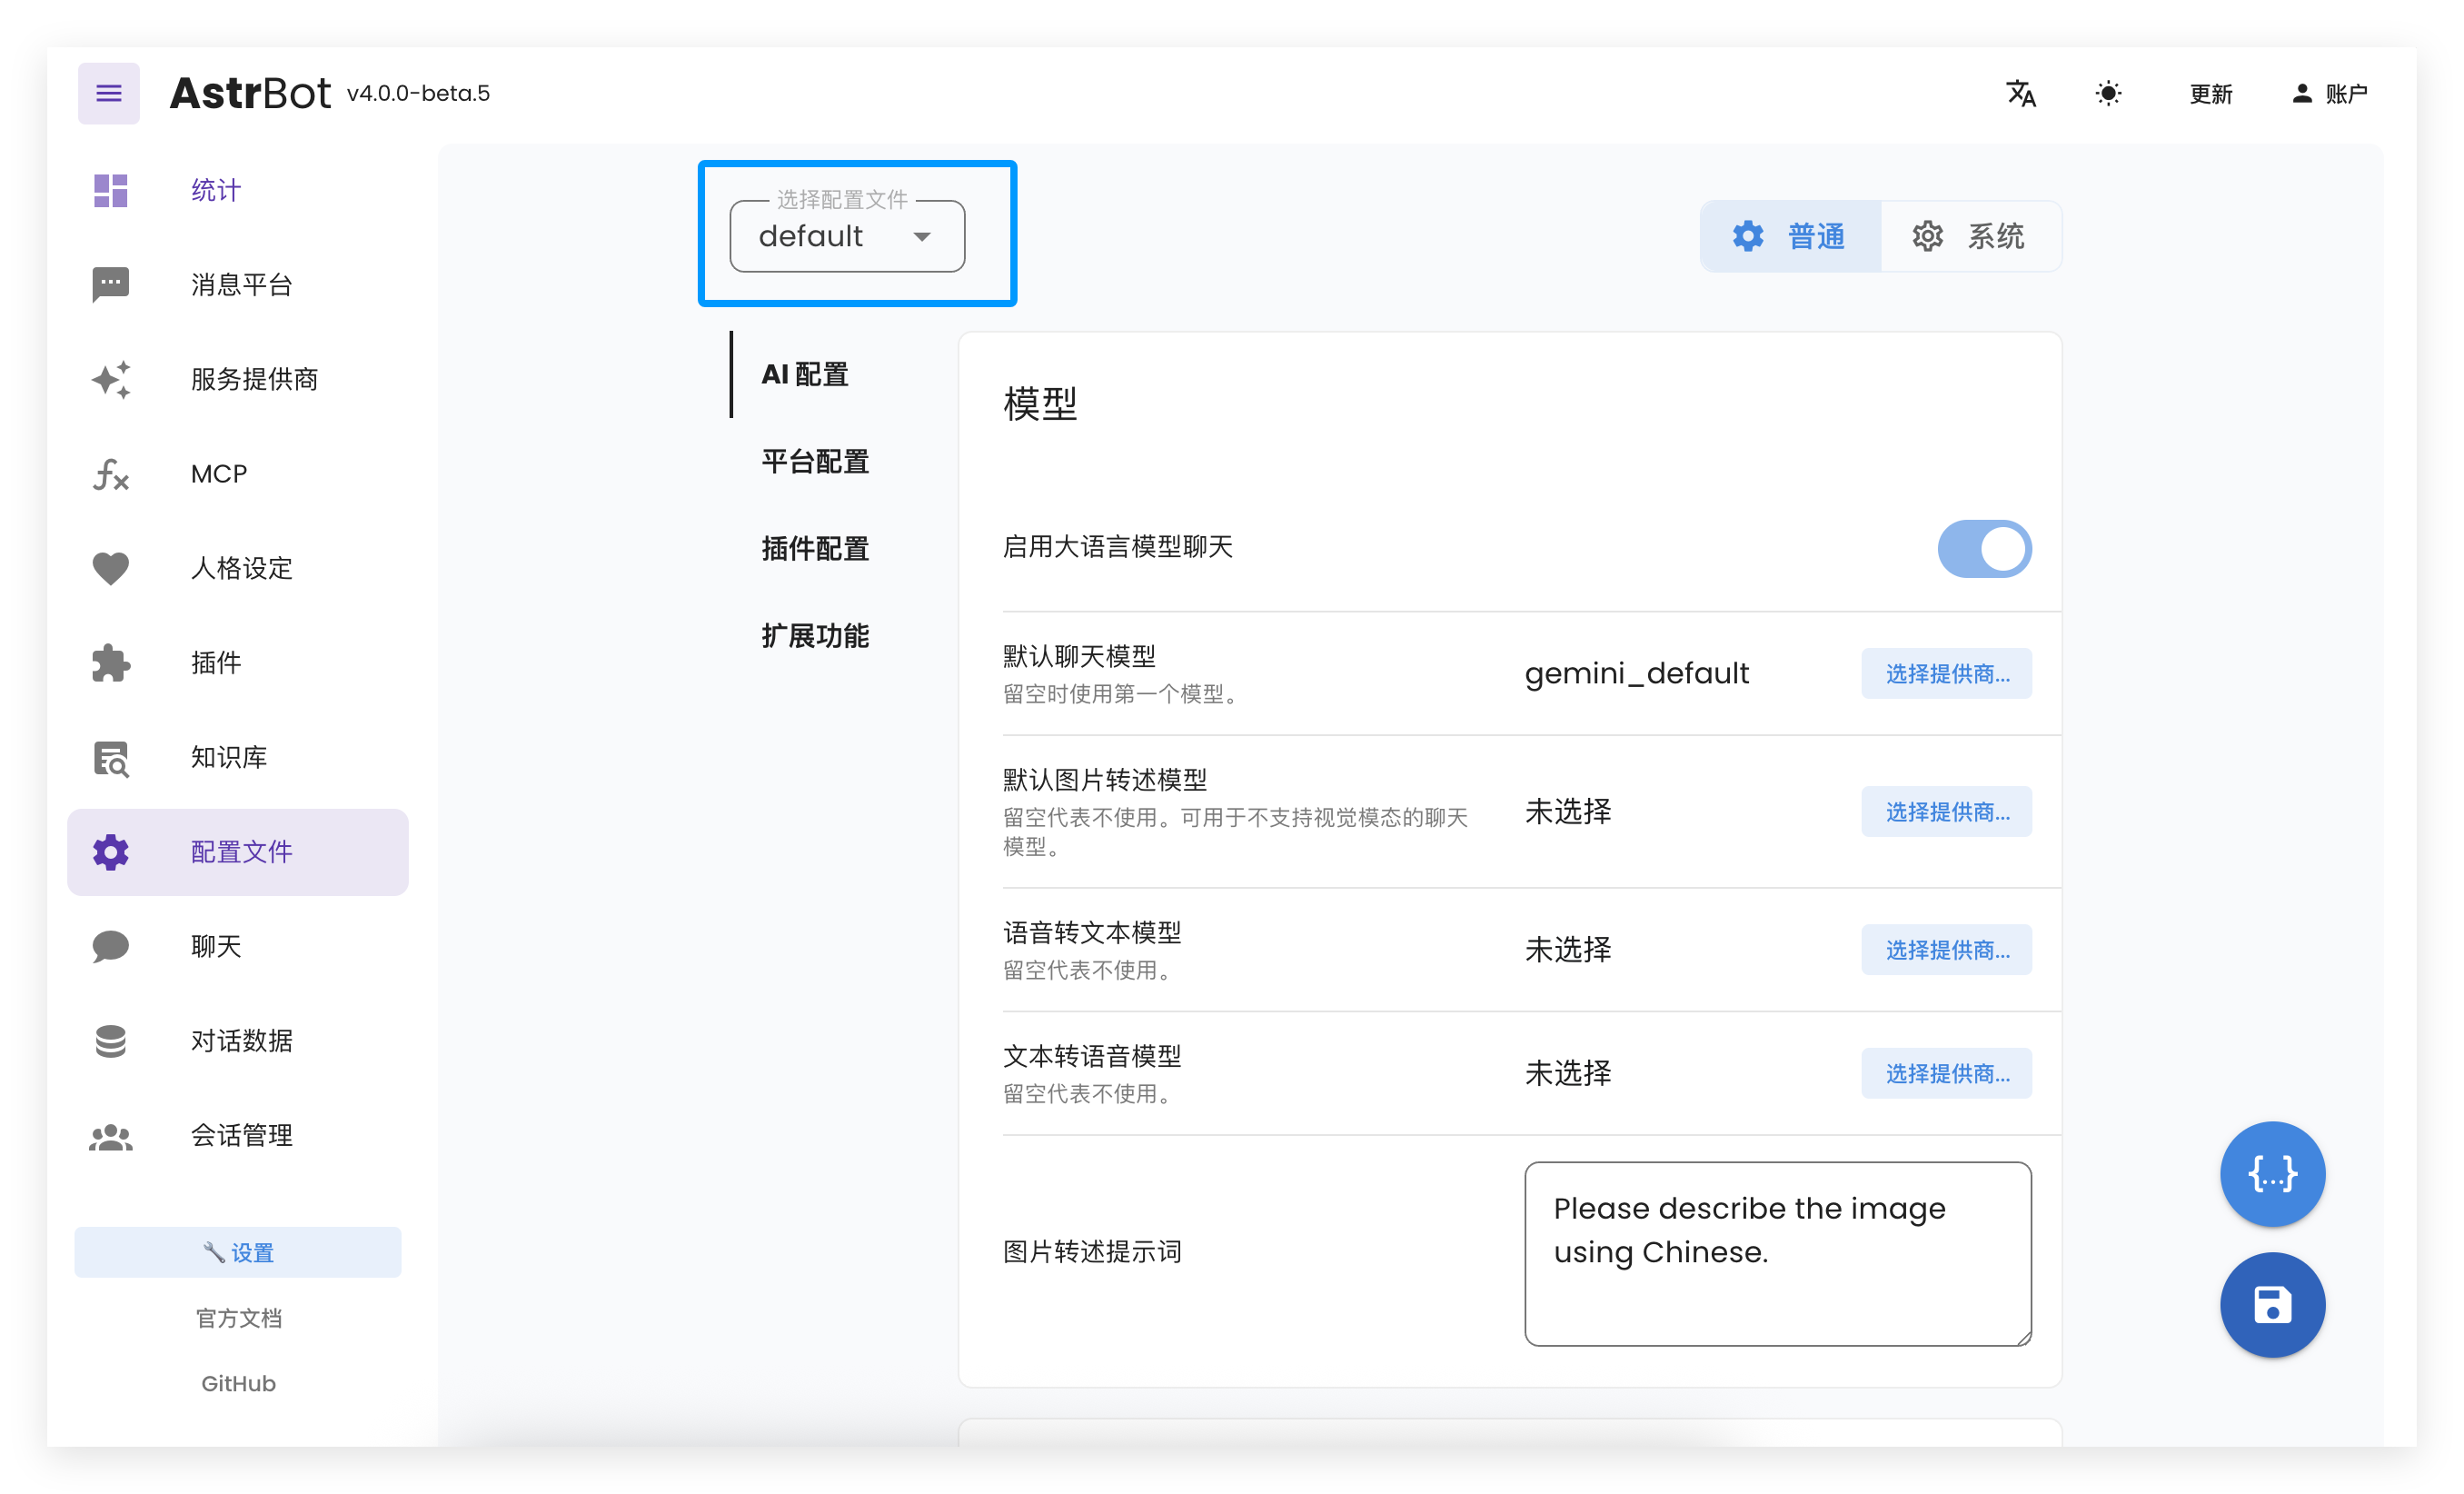 AstrBot v4.0.0-beta.5
更新
账户
统计
消息平台
服务提供商
MCP
人格设定
插件
知识库
配置文件
聊天
对话数据
会话管理
设置
官方文档
GitHub
选择配置文件
default
普通
系统
AI 配置
平台配置
插件配置
扩展功能
模型
启用大语言模型聊天
默认聊天模型
留空时使用第一个模型。
gemini_default
选择提供商...
默认图片转述模型
留空代表不使用。可用于不支持视觉模态的聊天
模型。
未选择
选择提供商...
语音转文本模型
留空代表不使用。
未选择
选择提供商...
文本转语音模型
留空代表不使用。
未选择
选择提供商...
图片转述提示词
Please describe the image
using Chinese.
{...}